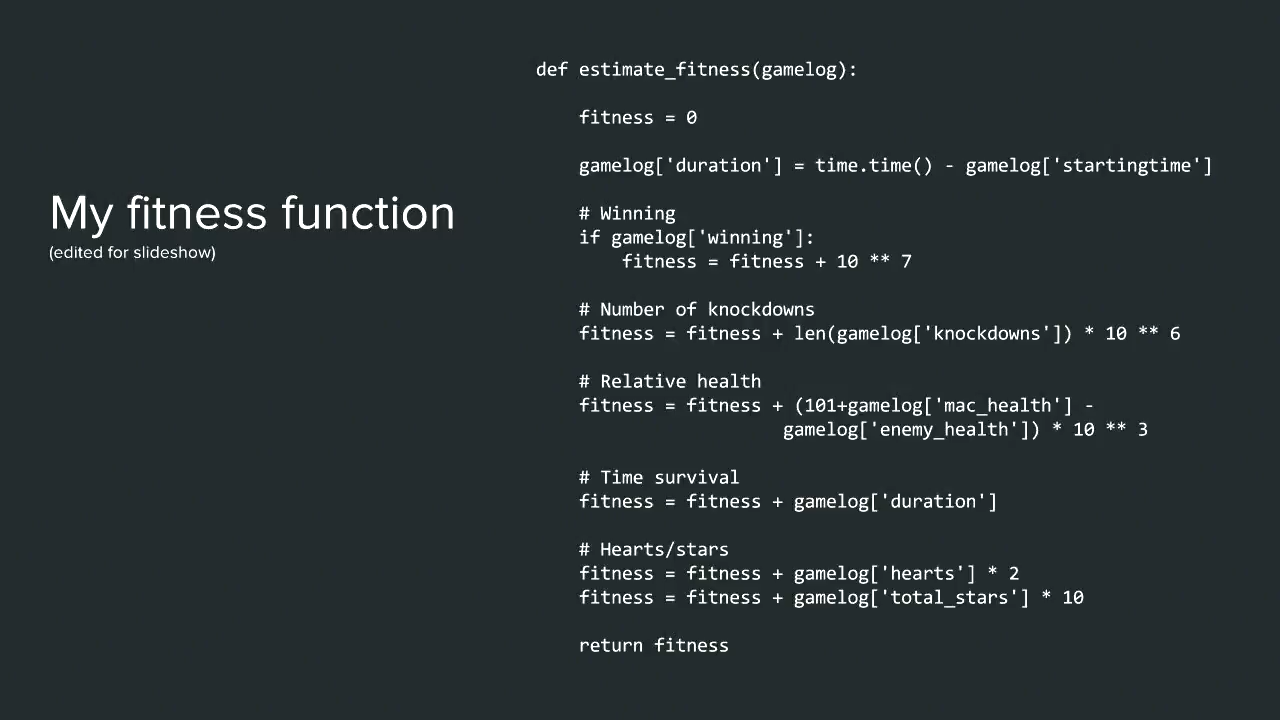 My fitness function
(edited for slideshow)
def estimate_fitness(gamelog):
fitness = 0
gamelog['duration'] = time.time() - gamelog['startingtime']
# Winning
if gamelog['winning']:
fitness = fitness + 10 ** 7
# Number of knockdowns
fitness = fitness + len(gamelog['knockdowns']) * 10 ** 6
# Relative health
fitness = fitness + (101+gamelog['mac_health'] -
gamelog['enemy_health']) * 10 ** 3
# Time survival
fitness = fitness + gamelog['duration']
# Hearts/stars
fitness = fitness + gamelog['hearts'] * 2
fitness = fitness + gamelog['total_stars'] * 10
return fitness